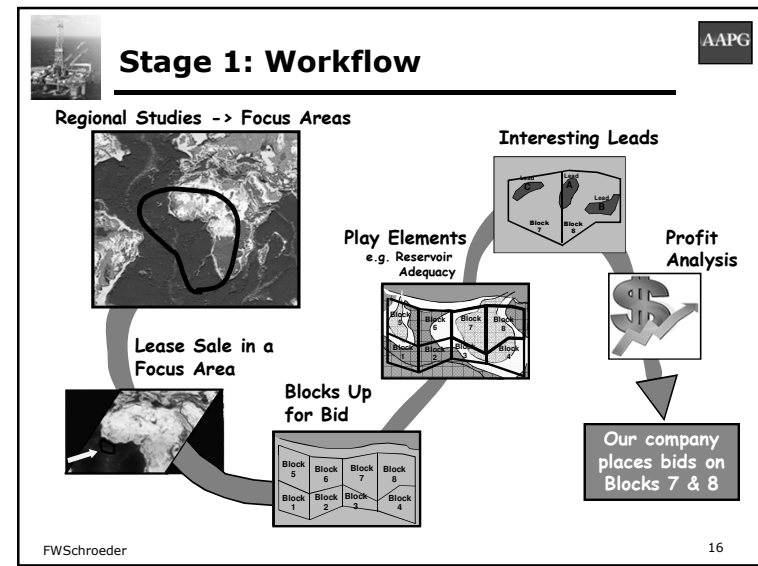 AAPG
Stage 1: Workflow
Regional Studies -> Focus Areas
Interesting Leads
Lead
C
Lead
A
Lead
B
Block
7
Block
8
Play Elements
e.g. Reservoir
Adequacy
Profit
Analysis
Block
5
Block
6
Block
7
Block
8
Block
1
Block
2
Block
3
Block
4
Lease Sale in a
Focus Area
Blocks Up
for Bid
Block
5
Block
6
Block
7
Block
8
Block
1
Block
2
Block
3
Block
4
Our company
places bids on
Blocks 7 & 8
FWSchroeder
16